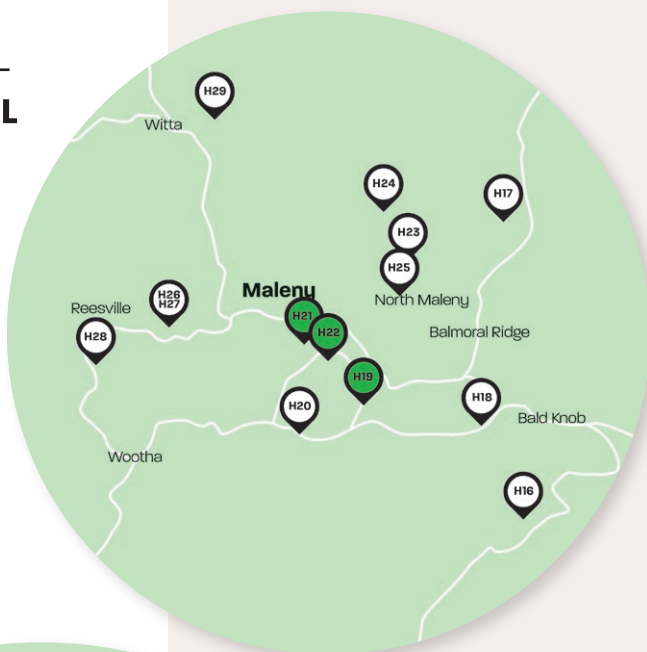 L
H29
Witta
H24
H17
H23
H25
Maleny
North Maleny
H26
H27
Reesville
H21
H22
Balmoral Ridge
H28
H19
H20
H18
Bald Knob
Wootha
H16